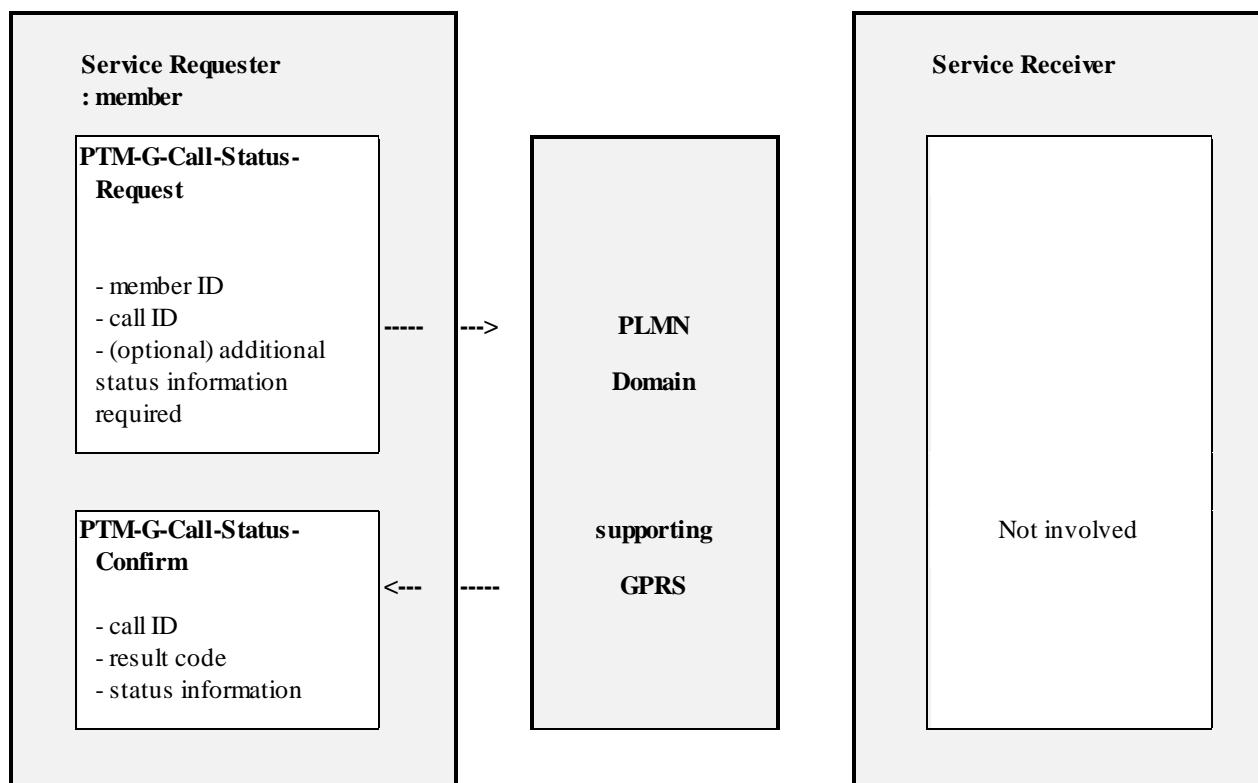 Service Requester
: member
PTM-G-Call-Status-
Request
- member ID
- call ID
- (optional) additional
status information
required
----- --->
PTM-G-Call-Status-
Confirm
- call ID
- result code
- status information
<--- -----
PLMN
Domain
supporting
GPRS
Service Receiver
Not involved